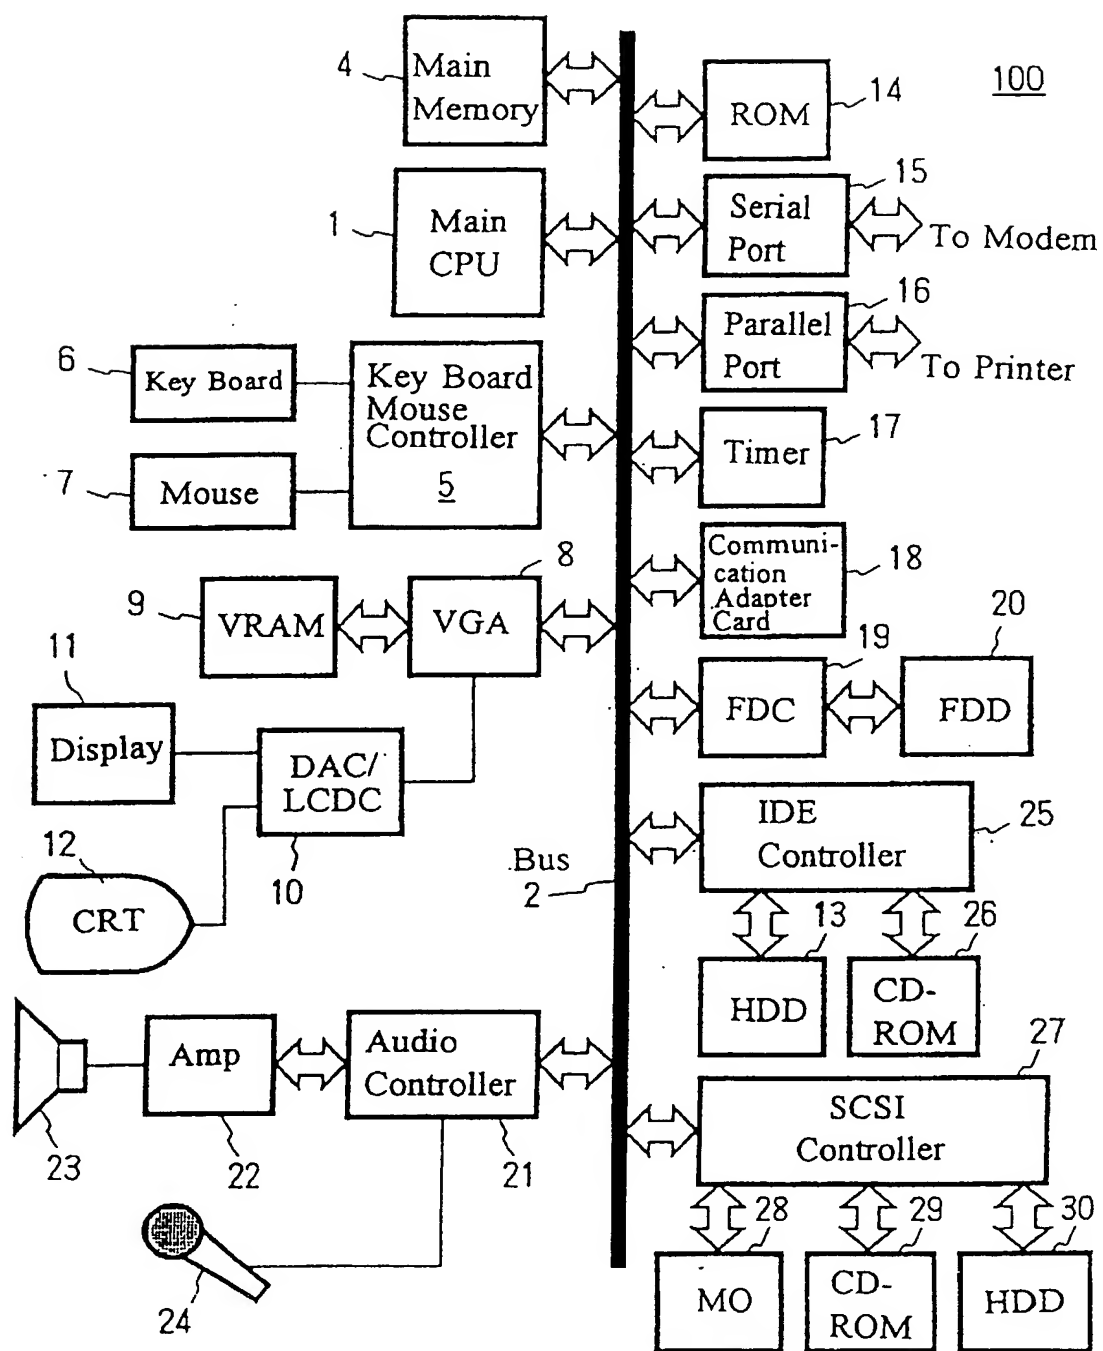 4
Main
Memory
1
Main
CPU
6
Key Board
7
Mouse
Key Board
Mouse
Controller
5
9
VRAM
8
VGA
11
Display
DAC/
LCDC
10
12
CRT
.Bus
2
23
Amp
22
Audio
Controller
21
24
100
ROM
14
Serial
Port
15
To Modem
Parallel
Port
16
To Printer
Timer
17
Communi-
cation
Adapter
Card
18
FDC
19
FDD
20
IDE
Controller
25
HDD
13
CD-
ROM
26
SCSI
Controller
27
MO
28
CD-
ROM
29
HDD
30